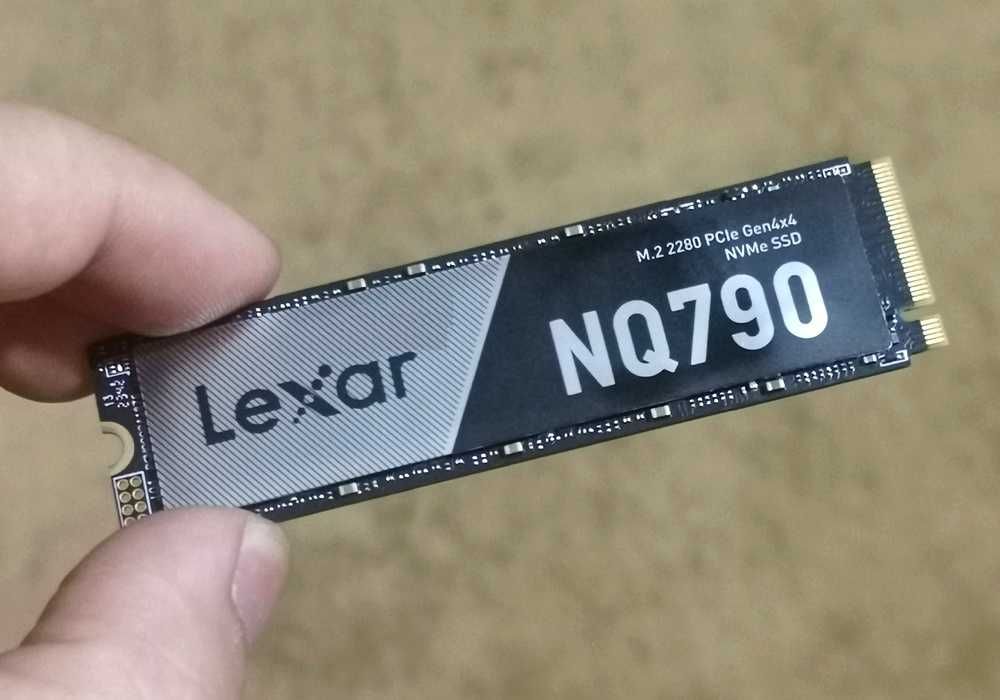 M.2 2280 PCIe Gen4x4
NVMe SSD
NQ790
Lexar